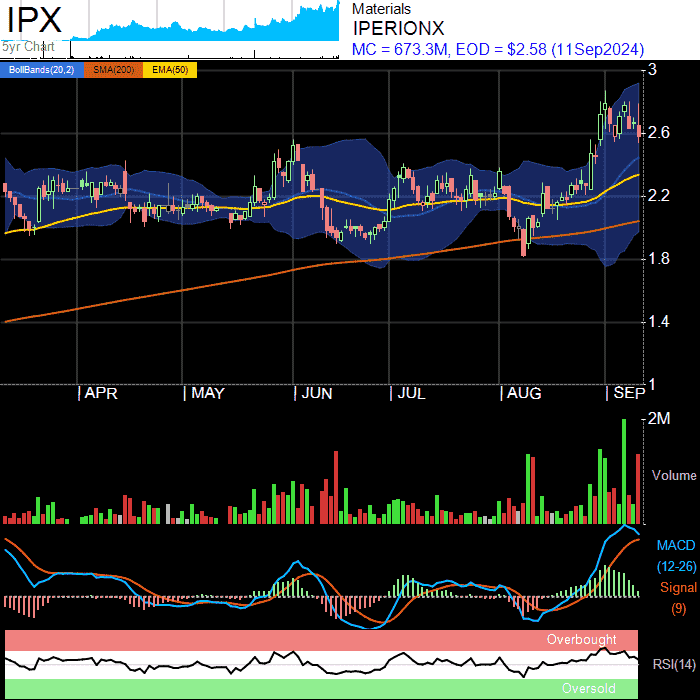 IPX
5yr Chart
Materials
IPERIONX
MC = 673.3M, EOD = $2.58 (11Sep2024)
BollBands(20,2) SMA(200) EMA(50)
3
2.6
2.2
1.8
1.4
1
APR MAY JUN JUL AUG SEP
2M
Volume
MACD
(12-26)
Signal
(9)
Overbought
RSI(14)
Oversold